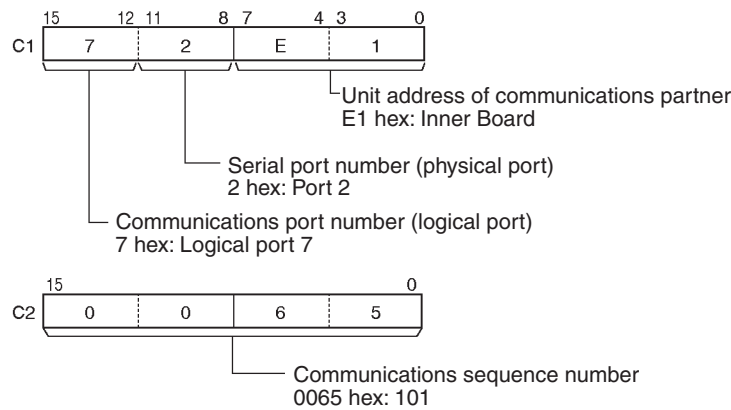 15 12 11 8 7 4 3 0
C1 7 2 E 1
Unit address of communications partner
E1 hex: Inner Board
Serial port number (physical port)
2 hex: Port 2
Communications port number (logical port)
7 hex: Logical port 7
15 0
C2 0 0 6 5
Communications sequence number
0065 hex: 101